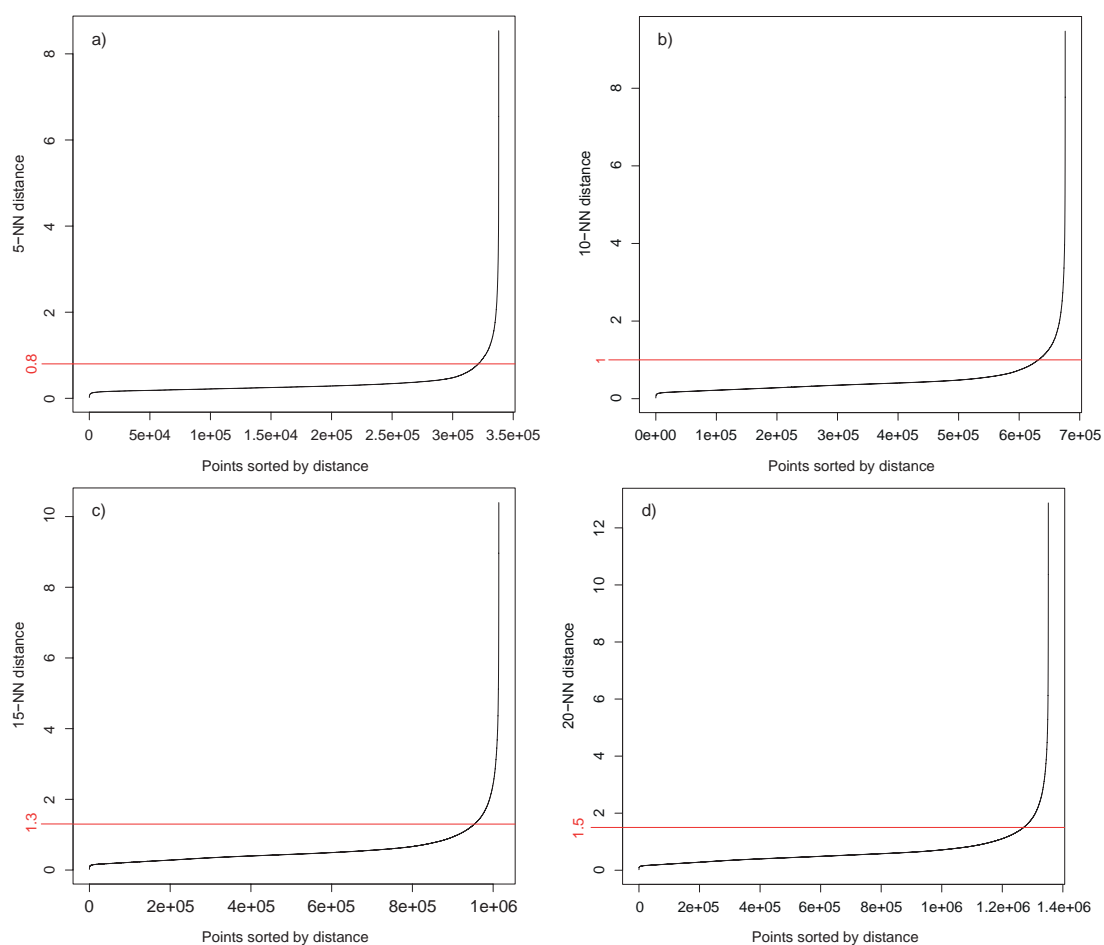 a)
5−NN distance
8
6
4
2
0.8
0
0 5e+04 1e+05 1.5e+04 2e+05 2.5e+05 3e+05 3.5e+05
Points sorted by distance
b)
10−NN distance
8
6
4
2
1
0
0e+00 1e+05 2e+05 3e+05 4e+05 5e+05 6e+05 7e+05
Points sorted by distance
c)
15−NN distance
10
8
6
4
2
1.3
0
0 2e+05 4e+05 6e+05 8e+05 1e+06
Points sorted by distance
d)
20−NN distance
12
10
8
6
4
2
1.5
0
0 2e+05 4e+05 6e+05 8e+05 1e+06 1.2e+06 1.4e+06
Points sorted by distance